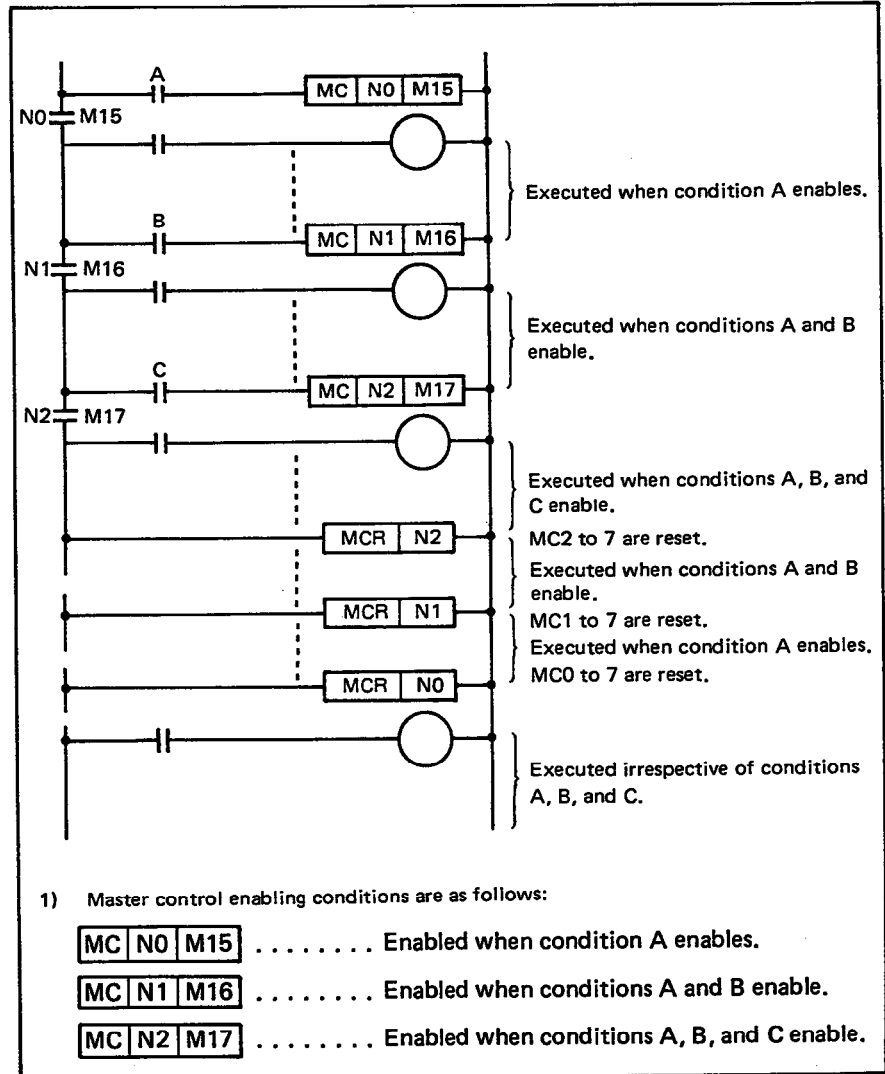 A
MC N0 M15
N0 M15
Executed when condition A enables.
B
MC N1 M16
N1 M16
Executed when conditions A and B
enable.
C
MC N2 M17
N2 M17
Executed when conditions A, B, and
C enable.
MCR N2
MC2 to 7 are reset.
Executed when conditions A and B
enable.
MCR N1
MC1 to 7 are reset.
Executed when condition A enables.
MCR N0
MC0 to 7 are reset.
Executed irrespective of conditions
A, B, and C.
1) Master control enabling conditions are as follows:
MC N0 M15 ........ Enabled when condition A enables.
MC N1 M16 ........ Enabled when conditions A and B enable.
MC N2 M17 ........ Enabled when conditions A, B, and C enable.